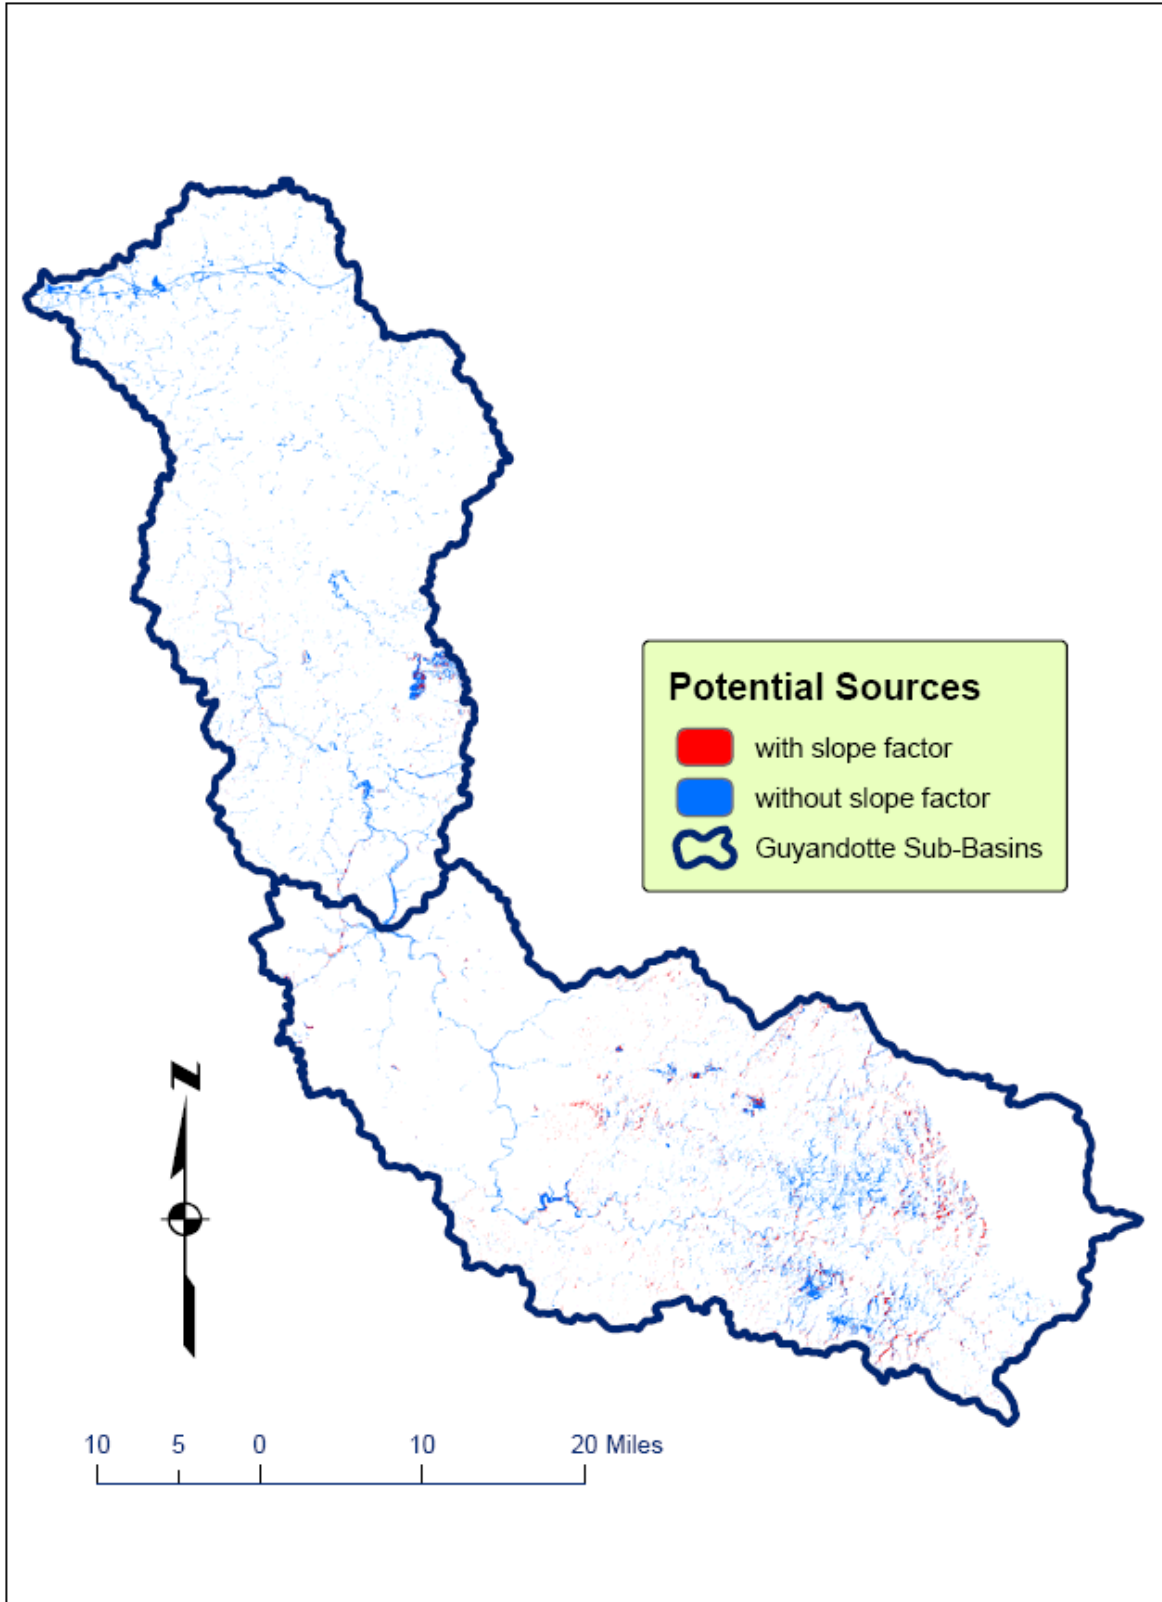 Potential Sources
with slope factor
without slope factor
Guyandotte Sub-Basins
N
10 5 0 10 20 Miles